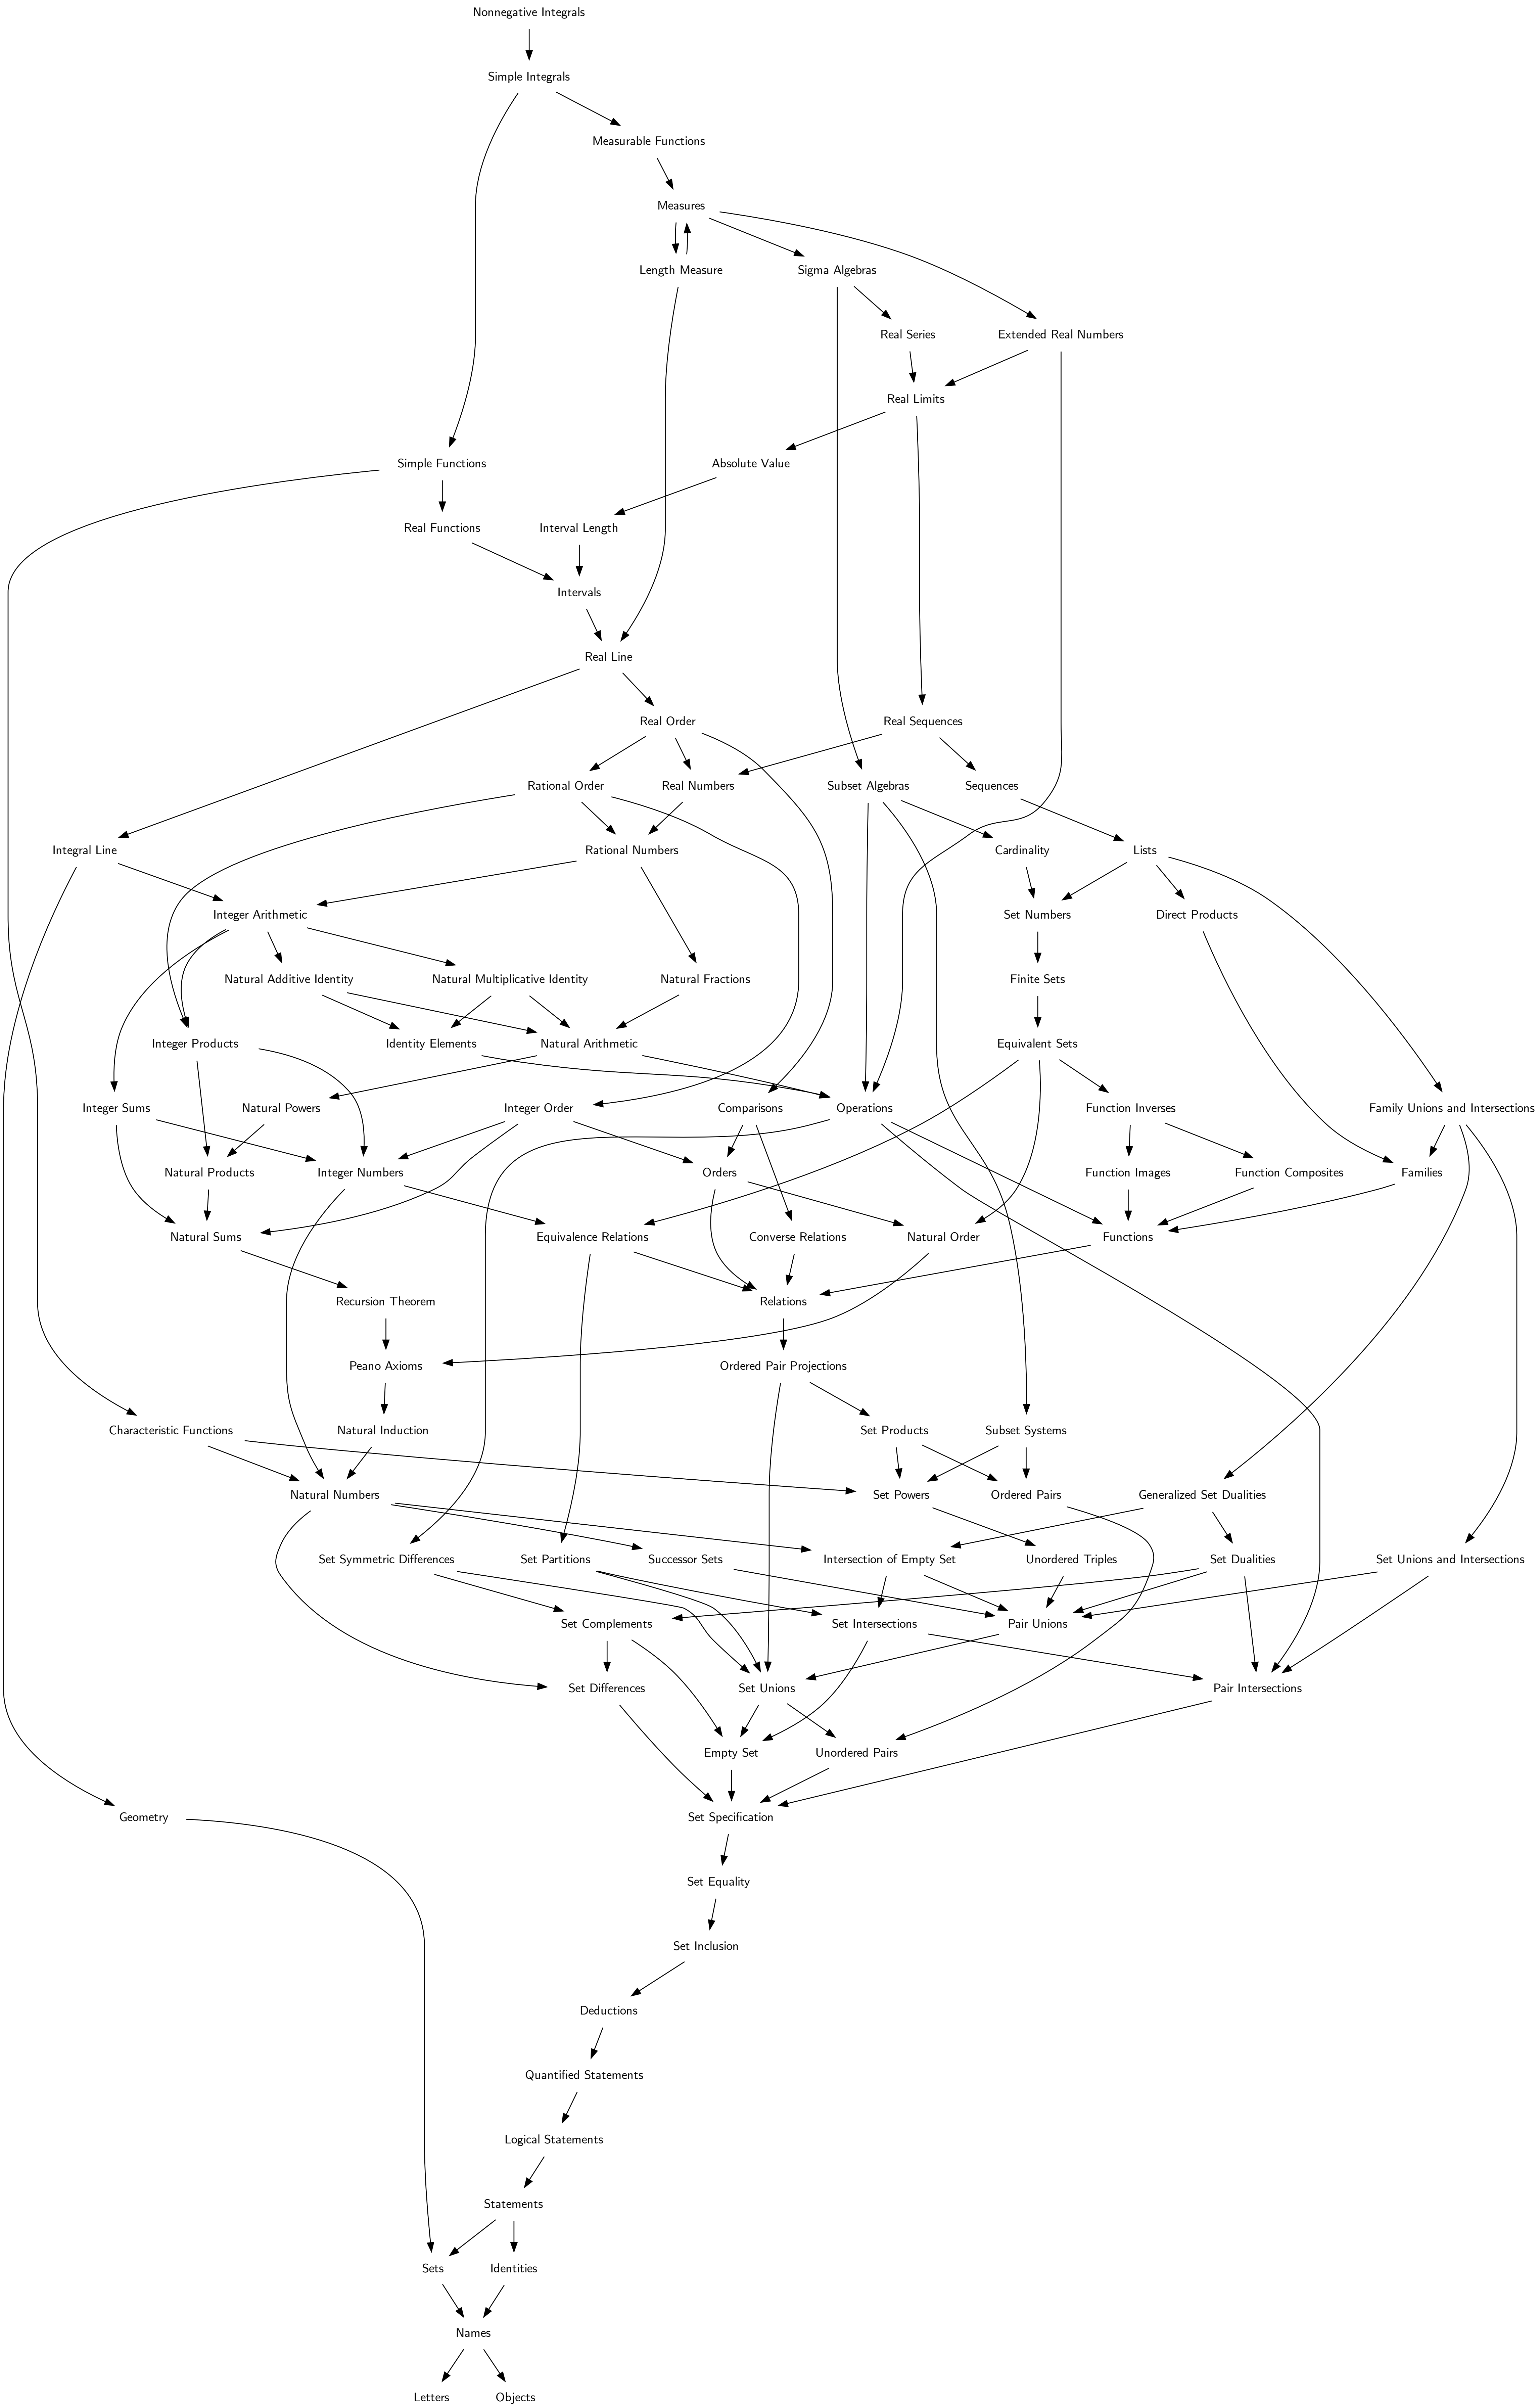 Nonnegative Integrals
Simple Integrals
Measurable Functions
Measures
Length Measure
Sigma Algebras
Real Series
Extended Real Numbers
Real Limits
Simple Functions
Absolute Value
Real Functions
Interval Length
Intervals
Real Line
Real Order
Real Sequences
Rational Order
Real Numbers
Subset Algebras
Sequences
Integral Line
Rational Numbers
Cardinality
Lists
Integer Arithmetic
Set Numbers
Direct Products
Natural Additive Identity
Natural Multiplicative Identity
Natural Fractions
Finite Sets
Integer Products
Identity Elements
Natural Arithmetic
Equivalent Sets
Integer Sums
Natural Powers
Integer Order
Comparisons
Operations
Function Inverses
Family Unions and Intersections
Natural Products
Integer Numbers
Orders
Function Images
Function Composites
Families
Natural Sums
Equivalence Relations
Converse Relations
Natural Order
Functions
Recursion Theorem
Relations
Peano Axioms
Ordered Pair Projections
Characteristic Functions
Natural Induction
Set Products
Subset Systems
Natural Numbers
Set Powers
Ordered Pairs
Generalized Set Dualities
Set Symmetric Differences
Set Partitions
Successor Sets
Intersection of Empty Set
Unordered Triples
Set Dualities
Set Unions and Intersections
Set Complements
Set Intersections
Pair Unions
Set Differences
Set Unions
Pair Intersections
Empty Set
Unordered Pairs
Geometry
Set Specification
Set Equality
Set Inclusion
Deductions
Quantified Statements
Logical Statements
Statements
Sets
Identities
Names
Letters
Objects